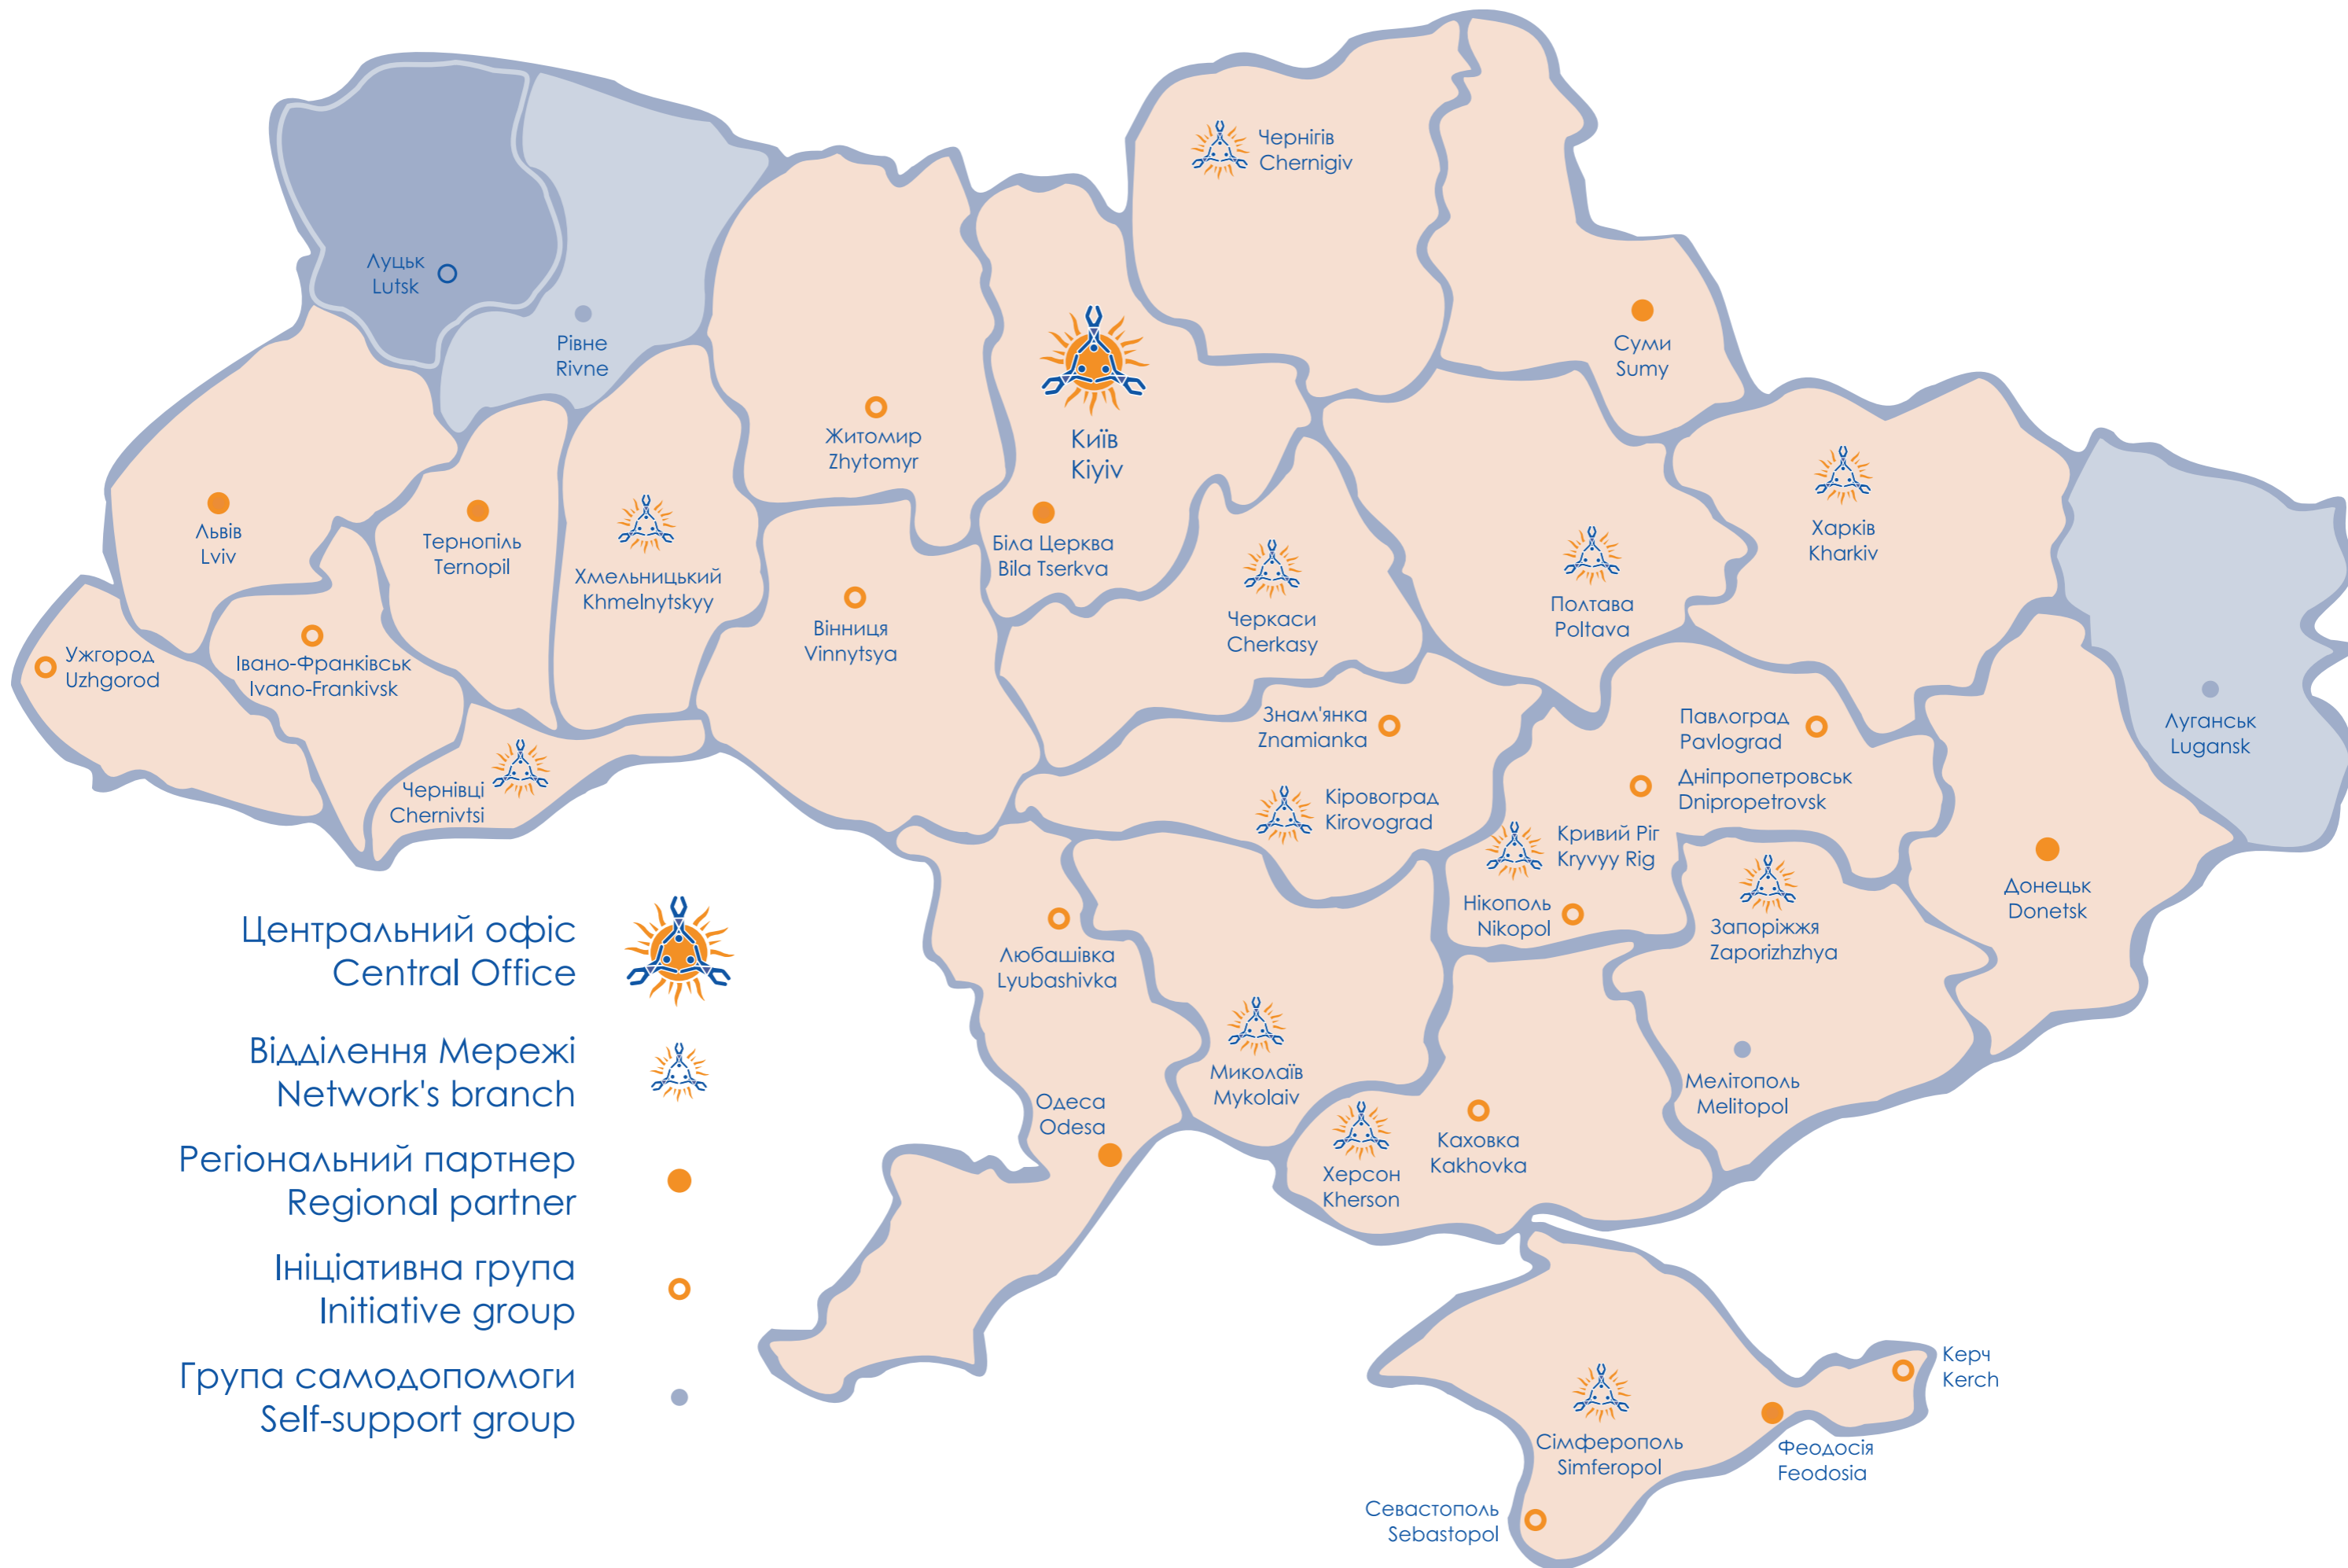 Чернігів
Chernigiv
Луцьк
Lutsk
Рівне
Rivne
Суми
Sumy
Житомир
Zhytomyr
Київ
Kiyiv
Львів
Lviv
Тернопіль
Ternopil
Хмельницький
Khmelnytskyy
Біла Церква
Bila Tserkva
Харків
Kharkiv
Вінниця
Vinnytsya
Черкаси
Cherkasy
Полтава
Poltava
Ужгород
Uzhgorod
Івано-Франківськ
Ivano-Frankivsk
Знам'янка
Znamianka
Павлоград
Pavlograd
Луганськ
Lugansk
Чернівці
Chernivtsi
Кіровоград
Kirovograd
Дніпропетровськ
Dnipropetrovsk
Кривий Ріг
Kryvyy Rig
Нікополь
Nikopol
Запоріжжя
Zaporizhzhya
Донецьк
Donetsk
Любашівка
Lyubashivka
Миколаїв
Mykolaiv
Мелітополь
Melitopol
Одеса
Odesa
Херсон
Kherson
Каховка
Kakhovka
Керч
Kerch
Сімферополь
Simferopol
Феодосія
Feodosia
Севастополь
Sebastopol
Центральний офіс
Central Office
Відділення Мережі
Network's branch
Регіональний партнер
Regional partner
Ініціативна група
Initiative group
Група самодопомоги
Self-support group